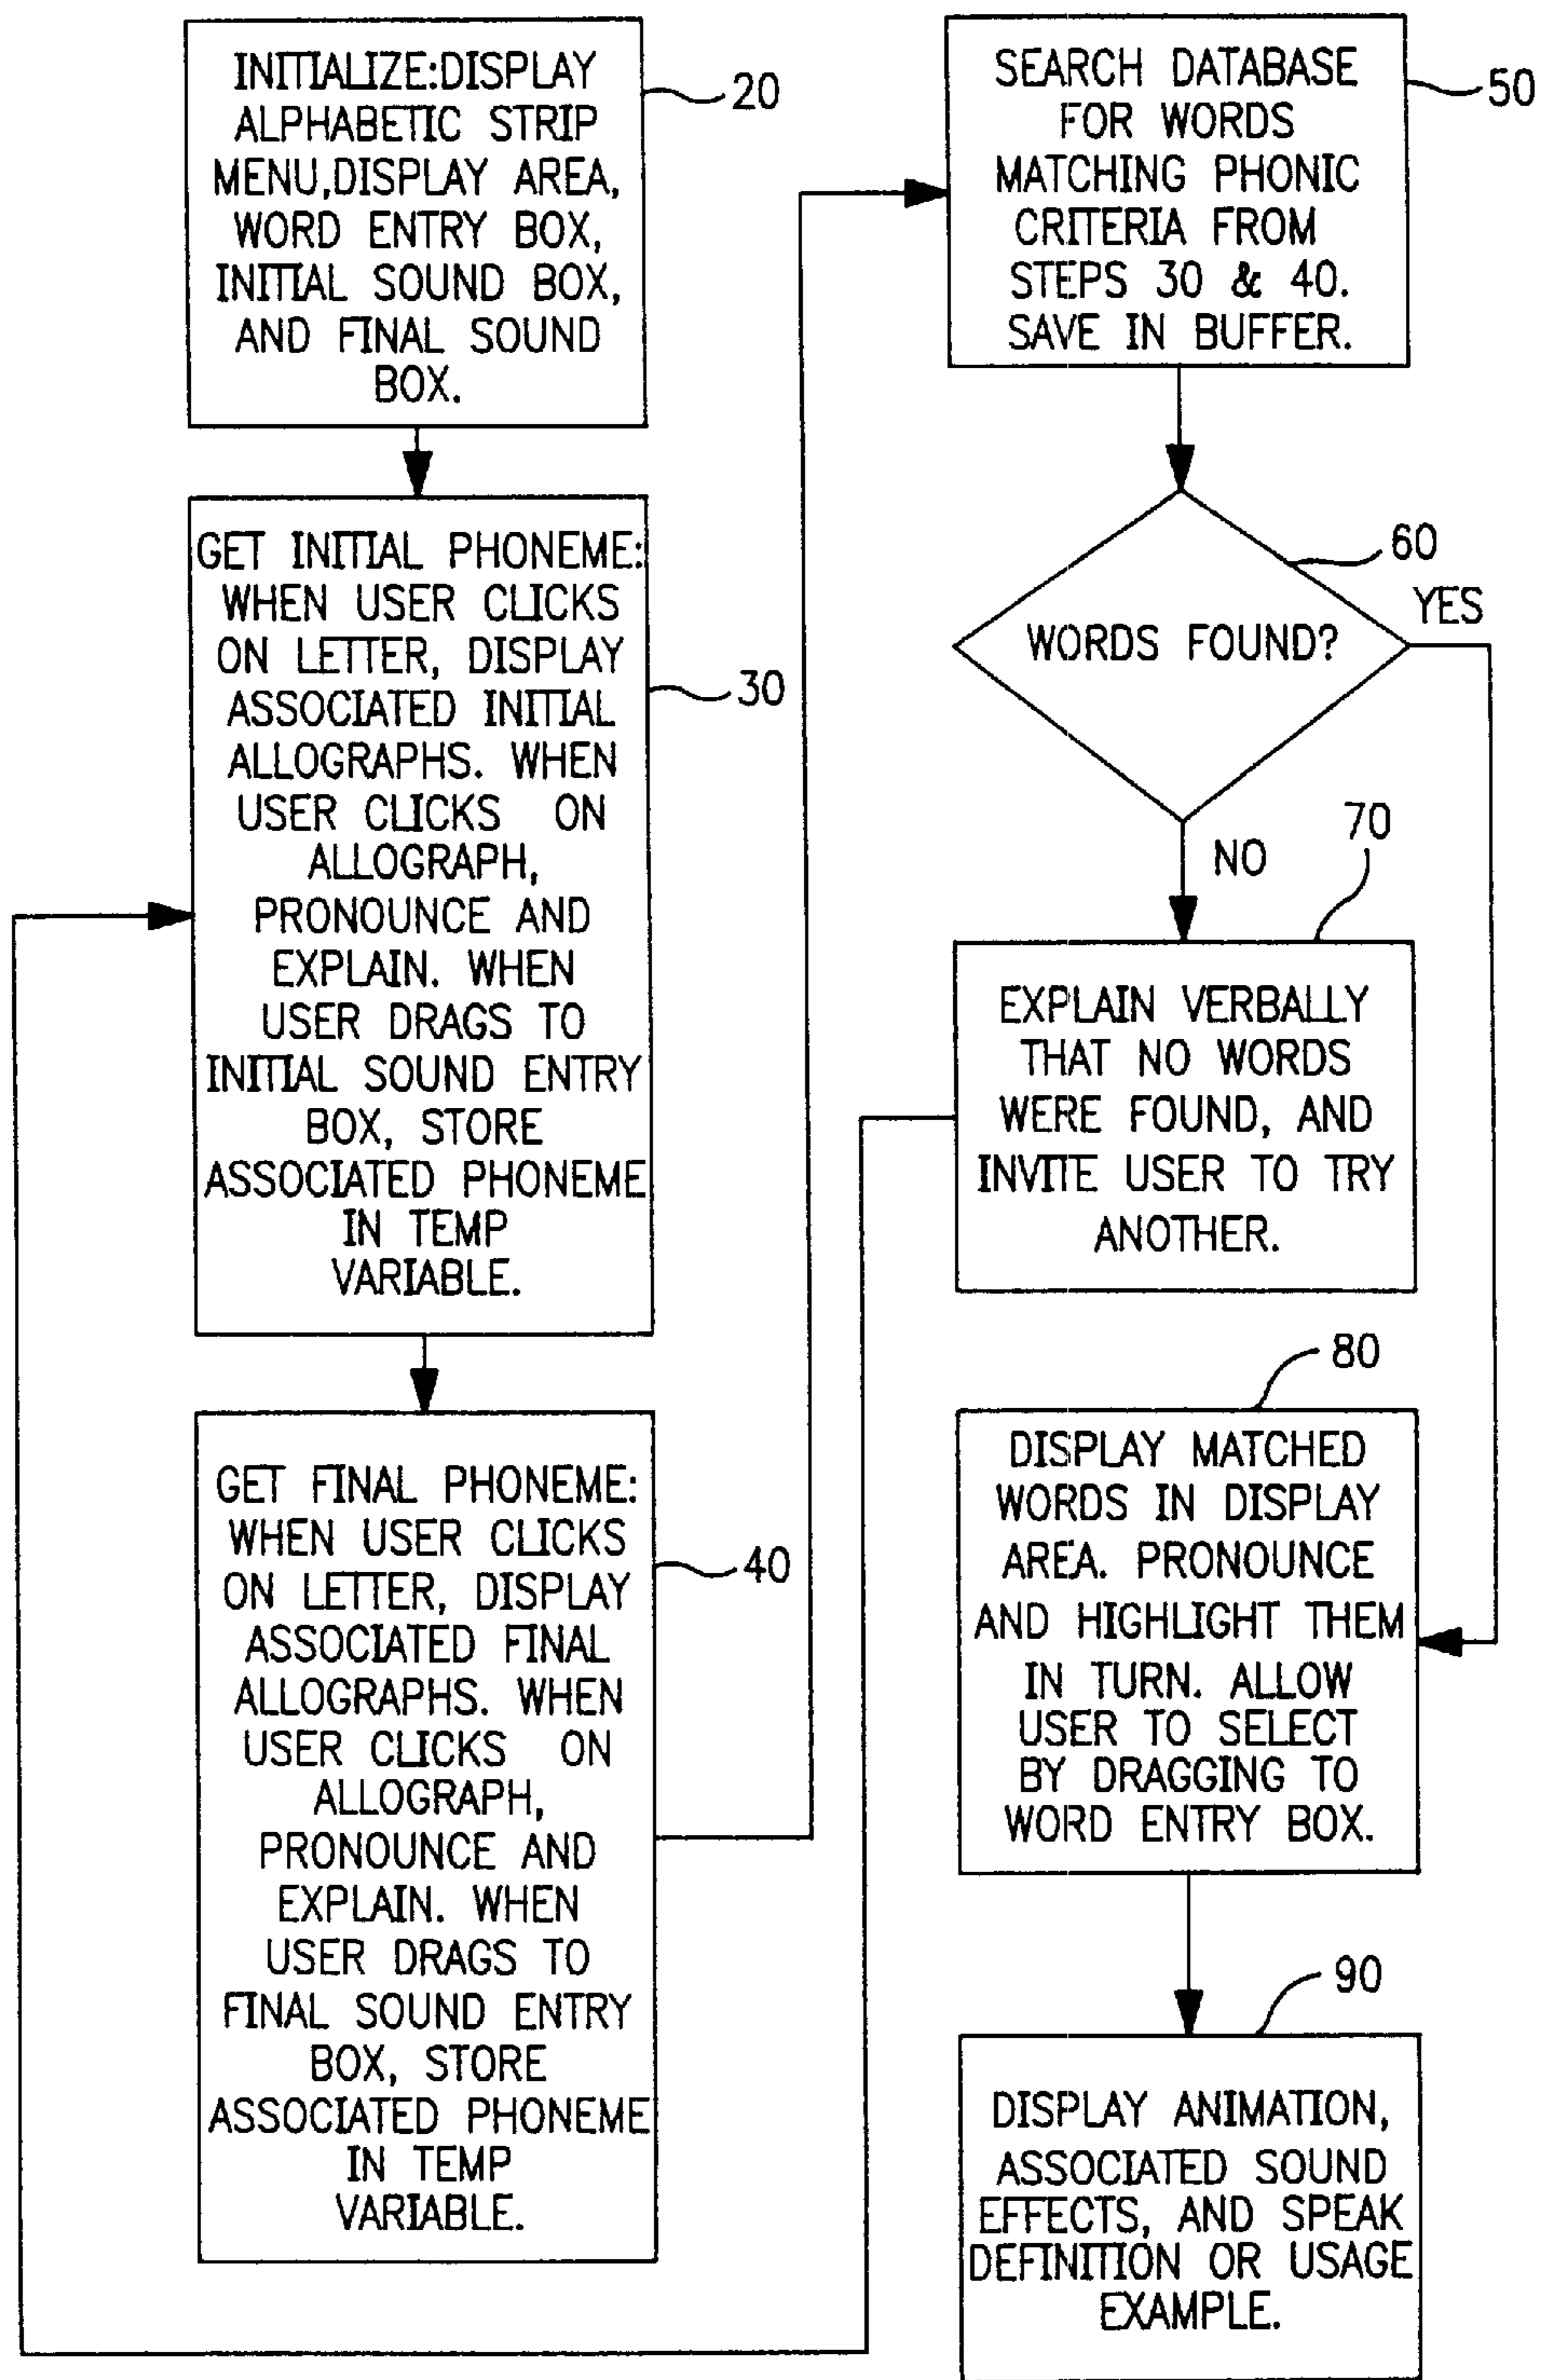 INITIALIZE:DISPLAY
ALPHABETIC STRIP
MENU,DISPLAY AREA,
WORD ENTRY BOX,
INITIAL SOUND BOX,
AND FINAL SOUND
BOX.
20
GET INITIAL PHONEME:
WHEN USER CLICKS
ON LETTER, DISPLAY
ASSOCIATED INITIAL
ALLOGRAPHS. WHEN
USER CLICKS ON
ALLOGRAPH,
PRONOUNCE AND
EXPLAIN. WHEN
USER DRAGS TO
INITIAL SOUND ENTRY
BOX, STORE
ASSOCIATED PHONEME
IN TEMP
VARIABLE.
30
GET FINAL PHONEME:
WHEN USER CLICKS
ON LETTER, DISPLAY
ASSOCIATED FINAL
ALLOGRAPHS. WHEN
USER CLICKS ON
ALLOGRAPH,
PRONOUNCE AND
EXPLAIN. WHEN
USER DRAGS TO
FINAL SOUND ENTRY
BOX, STORE
ASSOCIATED PHONEME
IN TEMP
VARIABLE.
40
SEARCH DATABASE
FOR WORDS
MATCHING PHONIC
CRITERIA FROM
STEPS 30 & 40.
SAVE IN BUFFER.
50
WORDS FOUND?
60
YES
NO
70
EXPLAIN VERBALLY
THAT NO WORDS
WERE FOUND, AND
INVITE USER TO TRY
ANOTHER.
80
DISPLAY MATCHED
WORDS IN DISPLAY
AREA. PRONOUNCE
AND HIGHLIGHT THEM
IN TURN. ALLOW
USER TO SELECT
BY DRAGGING TO
WORD ENTRY BOX.
90
DISPLAY ANIMATION,
ASSOCIATED SOUND
EFFECTS, AND SPEAK
DEFINITION OR USAGE
EXAMPLE.